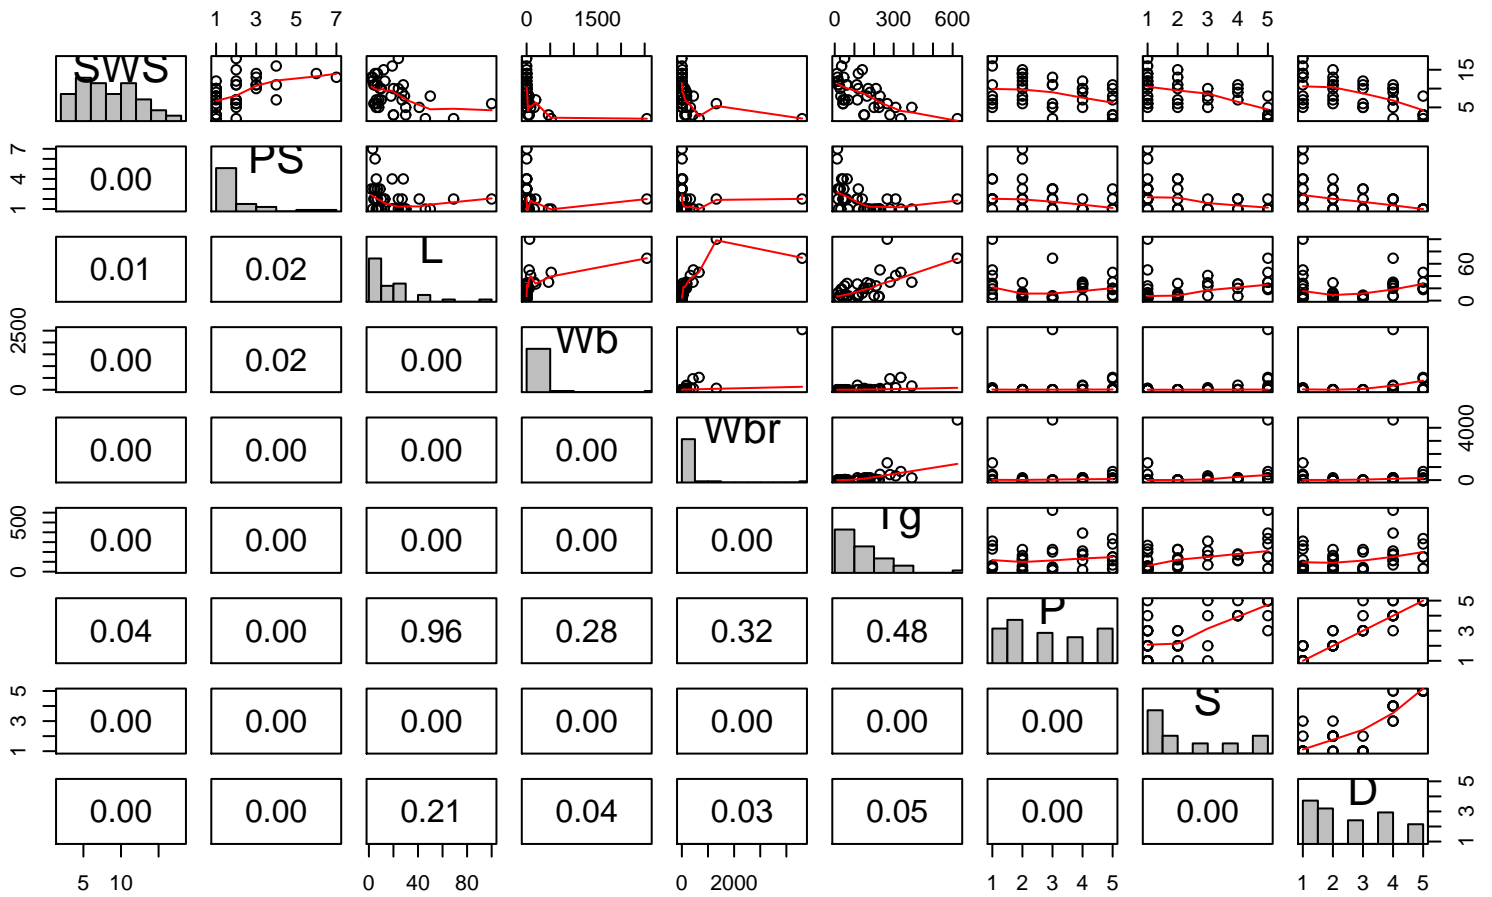 1 3 5 7 0 1500 0 300 600 1 2 3 4 5
SWS 5 15
1 4 7 0.00 PS
0.01 0.02 L 0 60
0 2500 0.00 0.02 0.00 Wb
0.00 0.00 0.00 0.00 Wbr 0 4000
0 500 0.00 0.00 0.00 0.00 0.00 Tg
0.04 0.00 0.96 0.28 0.32 0.48 P 1 3 5
1 3 5 0.00 0.00 0.00 0.00 0.00 0.00 0.00 S
0.00 0.00 0.21 0.04 0.03 0.05 0.00 0.00 D 1 3 5
5 10 0 40 80 0 2000 1 2 3 4 5 1 2 3 4 5